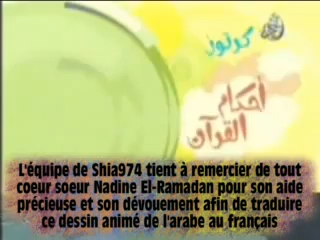 كرتون
أحكام
القرآن
L'équipe de Shia974 tient à remercier de tout
coeur soeur Nadine El-Ramadan pour son aide
précieuse et son dévouement afin de traduire
ce dessin animé de l'arabe au français